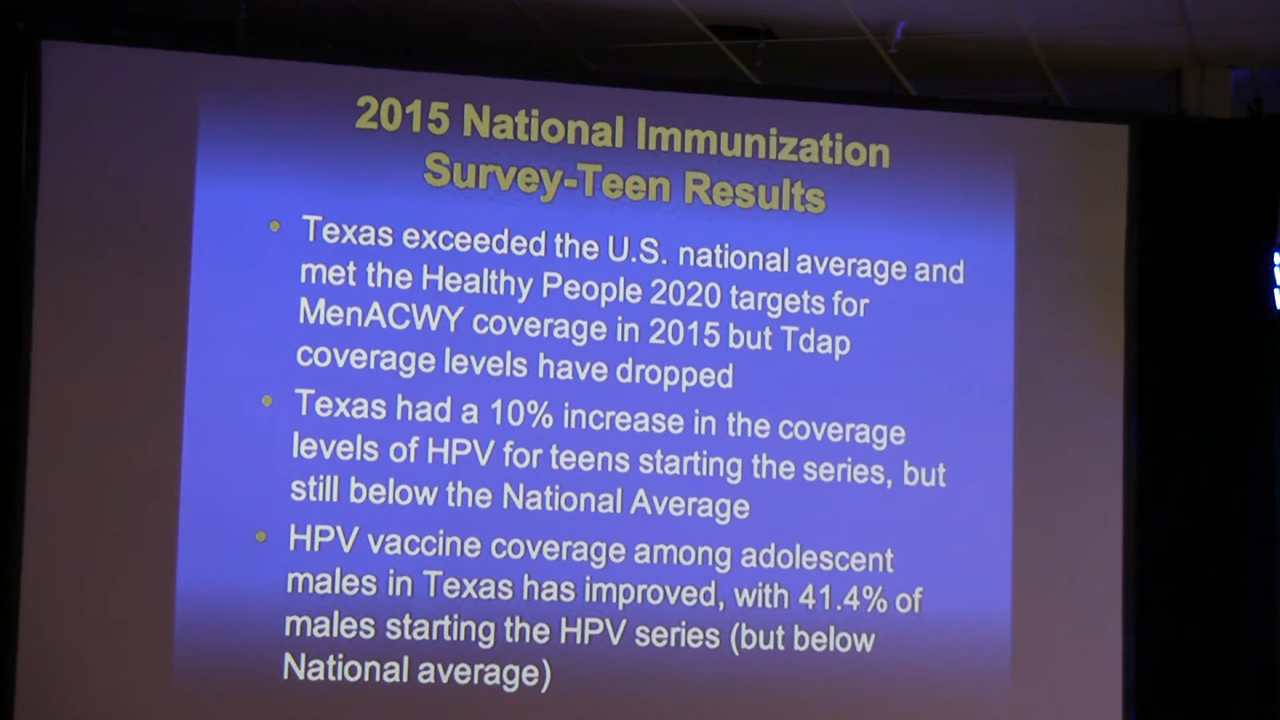 2015 National Immunization
Survey-Teen Results
• Texas exceeded the U.S. national average and
met the Healthy People 2020 targets for
MenACWY coverage in 2015 but Tdap
coverage levels have dropped
• Texas had a 10% increase in the coverage
levels of HPV for teens starting the series, but
still below the National Average
• HPV vaccine coverage among adolescent
males in Texas has improved, with 41.4% of
males starting the HPV series (but below
National average)